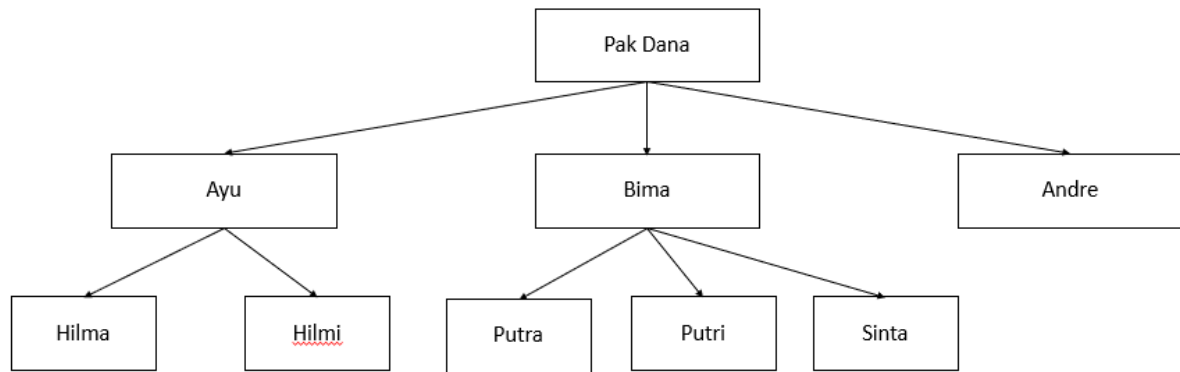 Pak Dana
Ayu
Bima
Andre
Hilma
Hilmi
Putra
Putri
Sinta